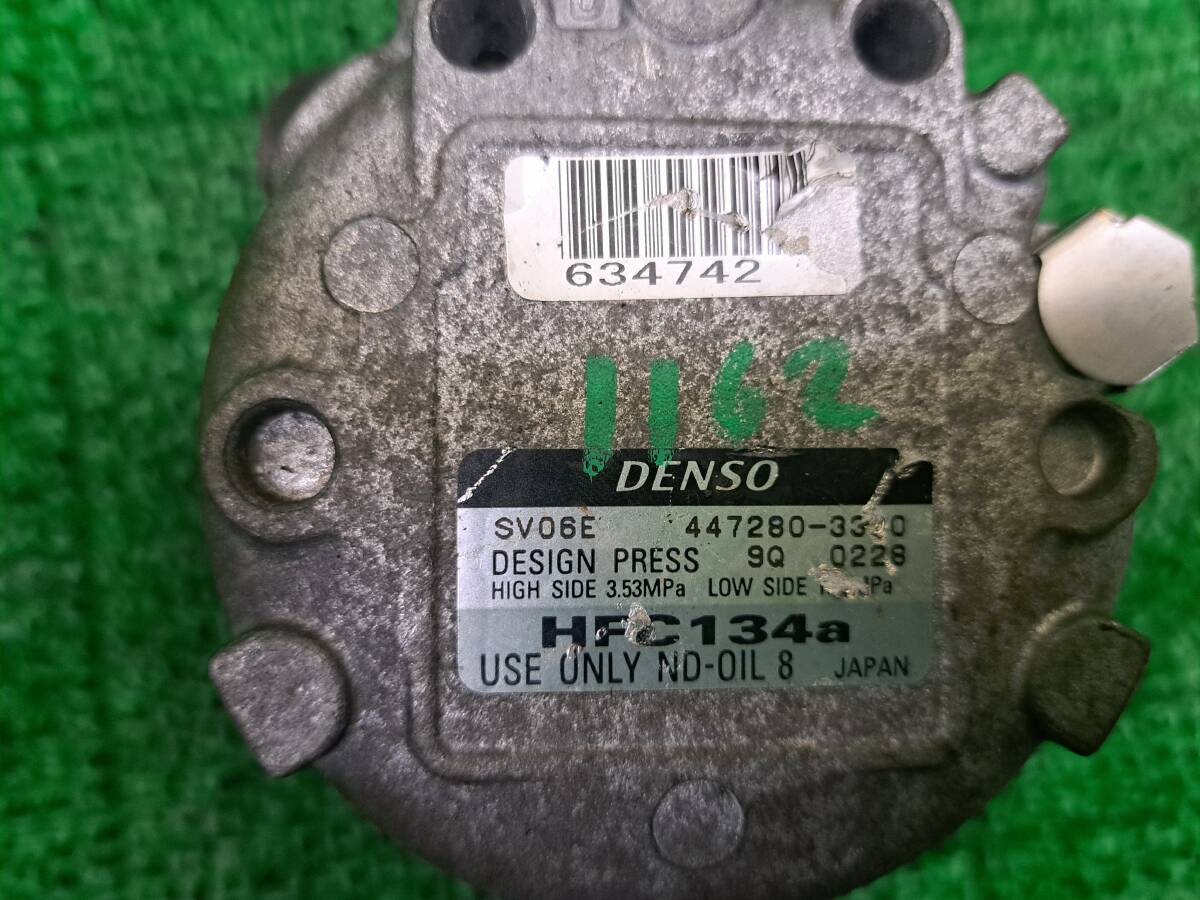 634742
1162
DENSO
SV06E
DESIGN PRESS 9Q 0228
HIGH SIDE 3.53MPa LOW SIDE
HFC134a
USE ONLY ND-OIL 8 JAPAN